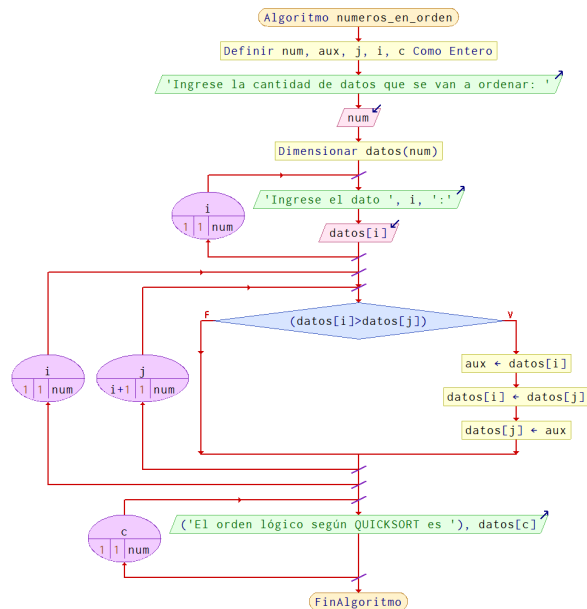 Algoritmo numeros_en_orden
Definir num, aux, j, i, c Como Entero
'Ingrese la cantidad de datos que se van a ordenar: '
num
Dimensionar datos(num)
i
1 1 num
'Ingrese el dato ', i, ':'
datos[i]
F
(datos[i]>datos[j])
V
i
1 1 num
j
i+1 1 num
aux ← datos[i]
datos[i] ← datos[j]
datos[j] ← aux
c
1 1 num
('El orden lógico según QUICKSORT es '), datos[c]
FinAlgoritmo